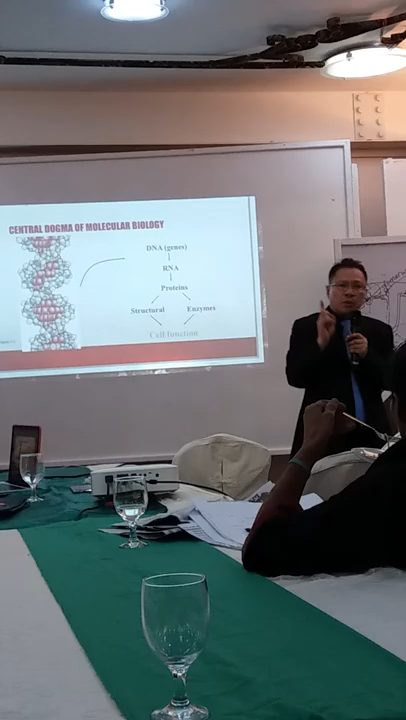 CENTRAL DOGMA OF MOLECULAR BIOLOGY
DNA (genes)
RNA
Proteins
Structural Enzymes
Cell function